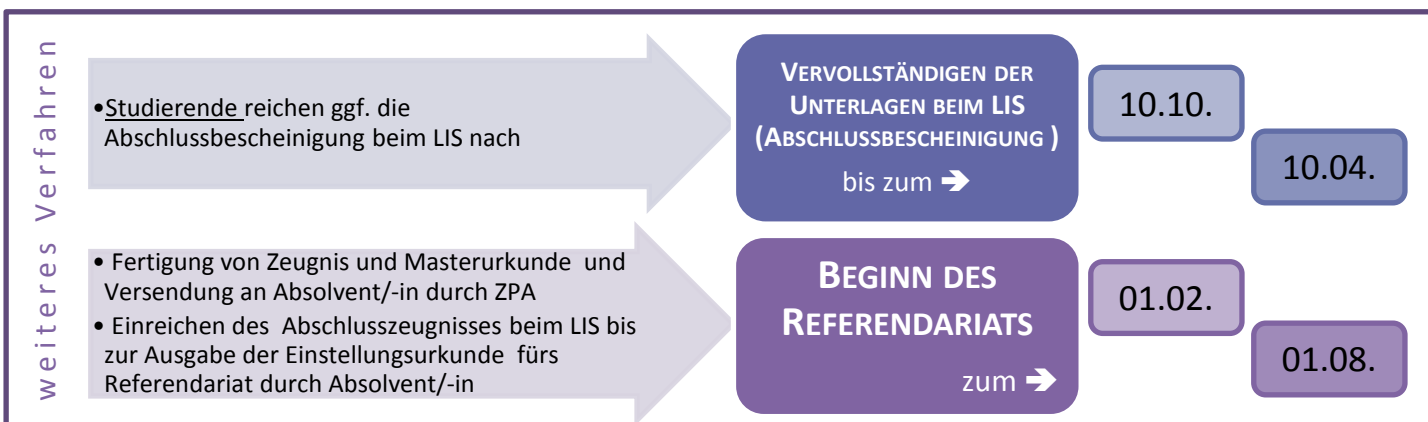 weiteres Verfahren
•Studierende reichen ggf. die
Abschlussbescheinigung beim LIS nach
VERVOLLSTÄNDIGEN DER
UNTERLAGEN BEIM LIS
(ABSCHLUSSBESCHEINIGUNG )
bis zum ➔
10.10.
10.04.
• Fertigung von Zeugnis und Masterurkunde und
Versendung an Absolvent/-in durch ZPA
• Einreichen des Abschlusszeugnisses beim LIS bis
zur Ausgabe der Einstellungsurkunde fürs
Referendariat durch Absolvent/-in
BEGINN DES
REFERENDARIATS
zum ➔
01.02.
01.08.